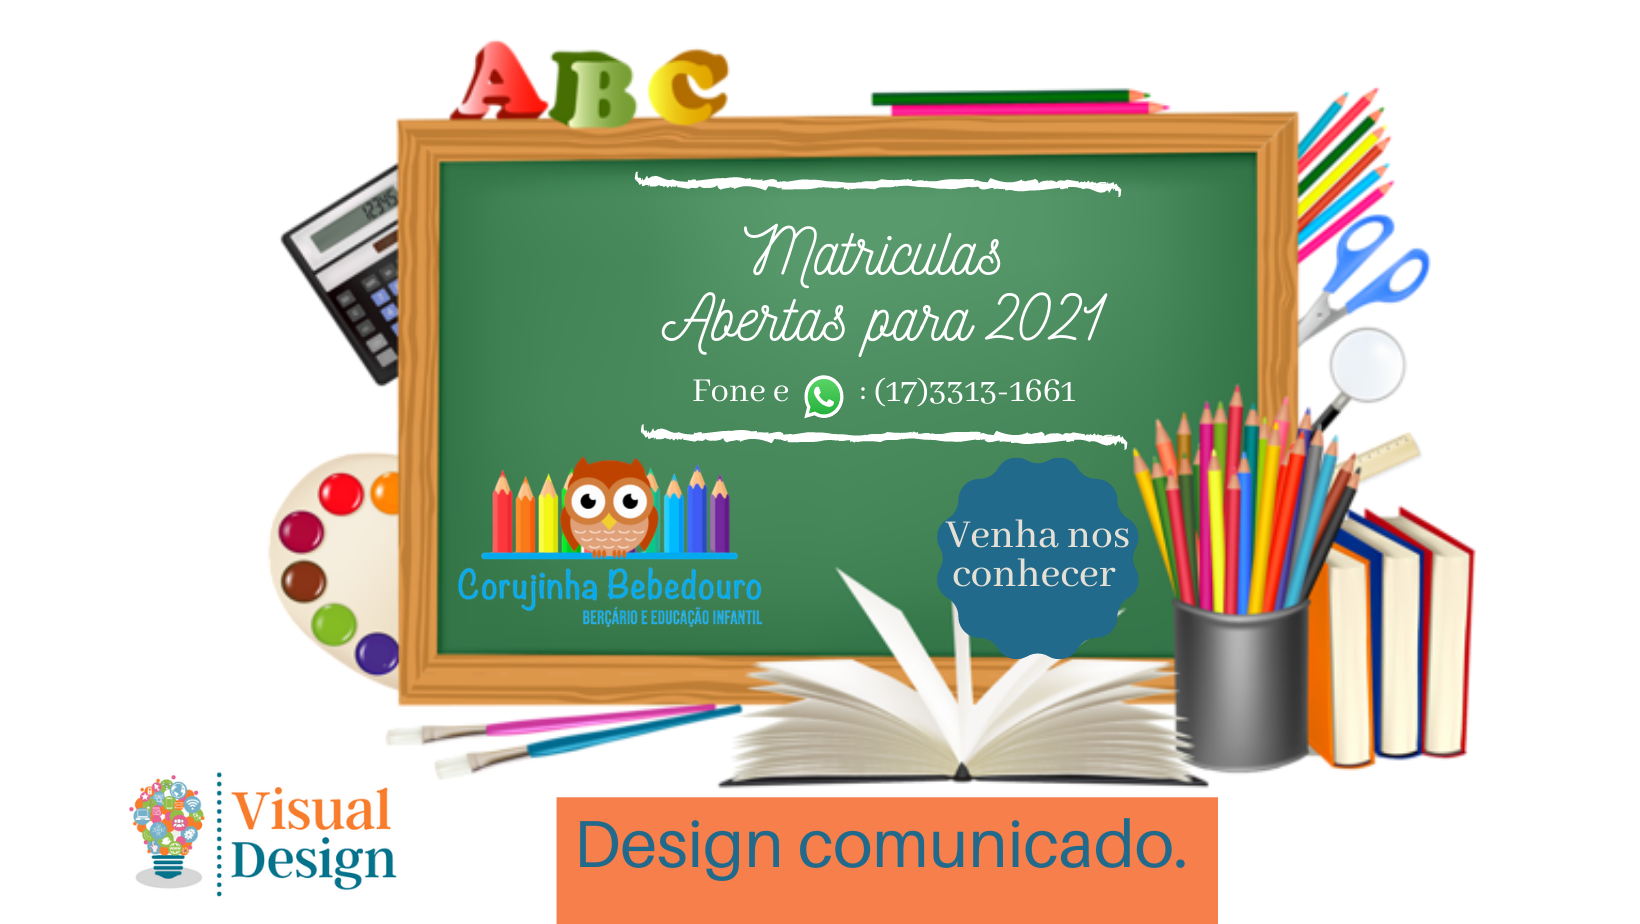 ABC
12345
Matriculas
Abertas para 2021
Fone e : (17)3313-1661
Corujinha Bebedouro
BERÇÁRIO E EDUCAÇÃO INFANTIL
Venha nos
conhecer
Visual
Design
Design comunicado.